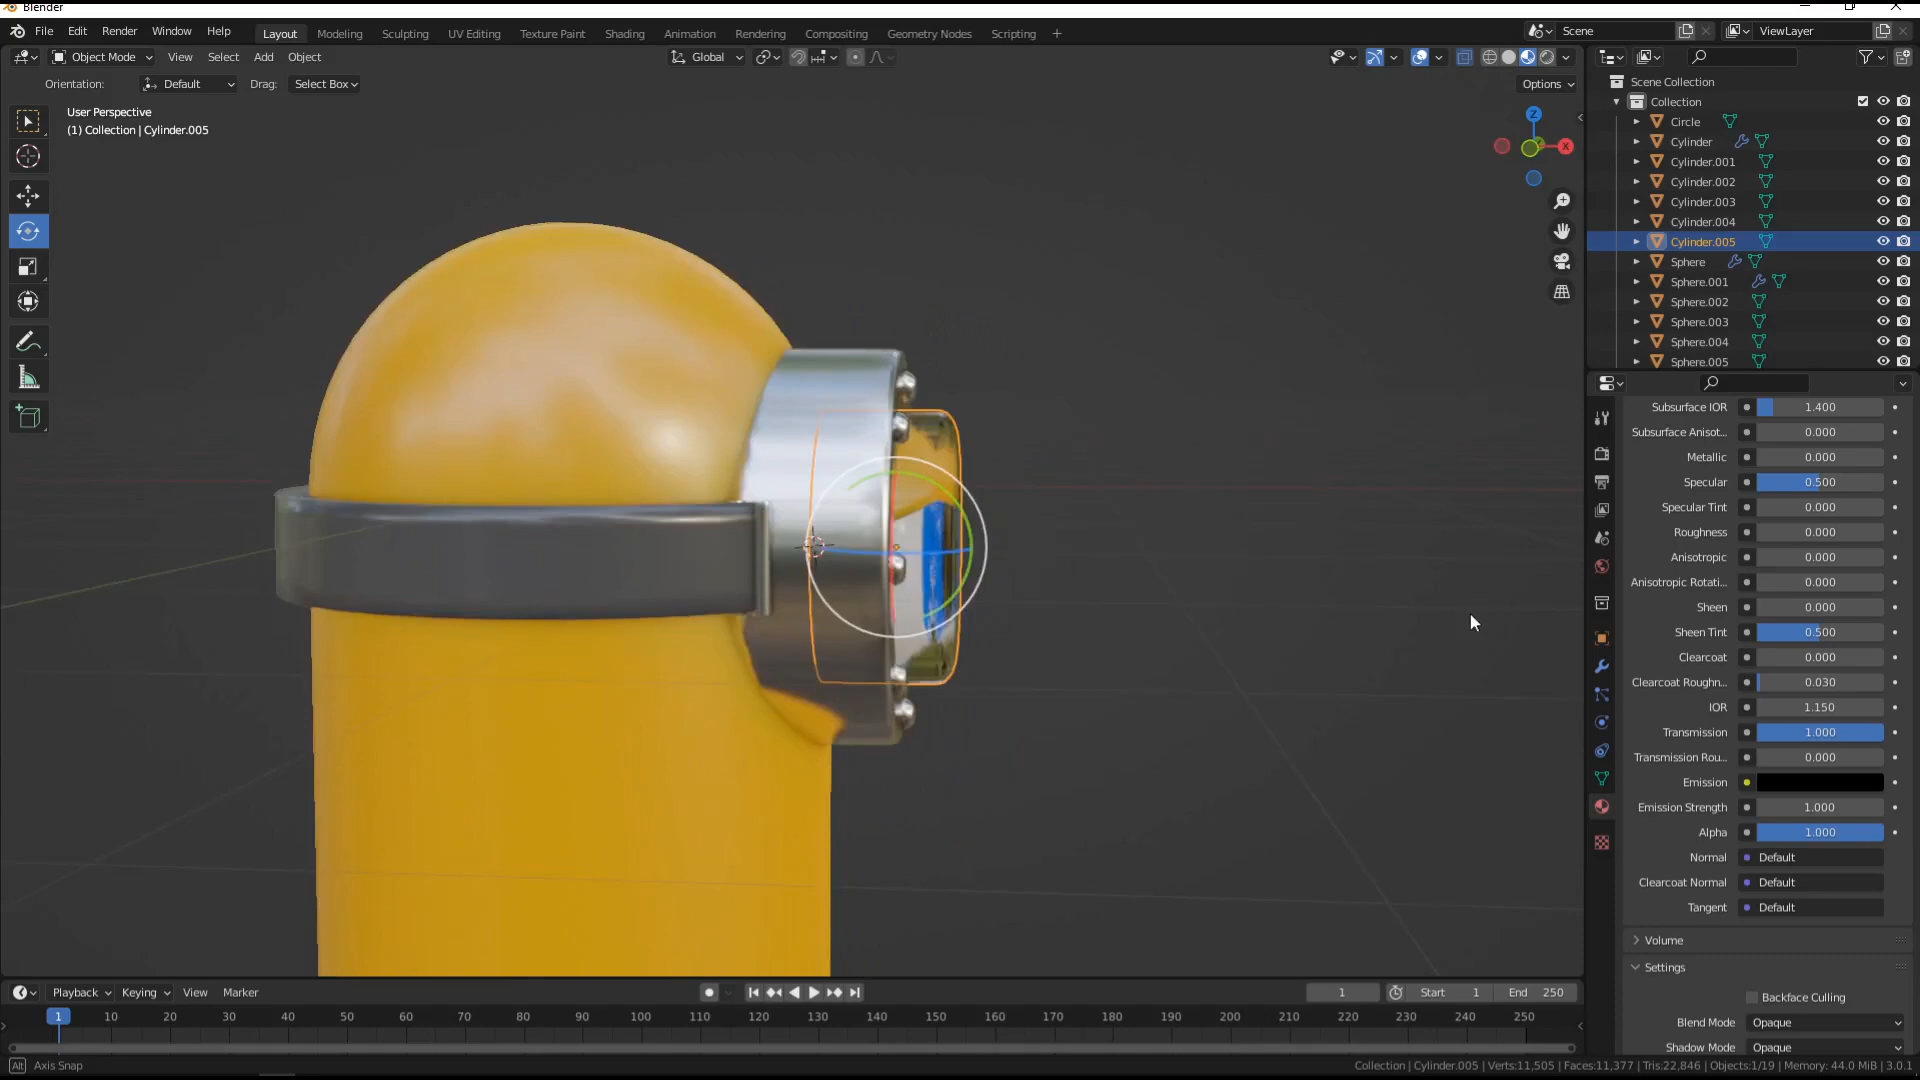 Blender
File Edit Render Window Help Layout Modeling Sculpting UV Editing Texture Paint Shading Animation Rendering Compositing Geometry Nodes Scripting + Scene ViewLayer
Object Mode View Select Add Object Global
Orientation: Default Drag: Select Box Options
User Perspective
(1) Collection | Cylinder.005
Z
X
Scene Collection
Collection
Circle
Cylinder
Cylinder.001
Cylinder.002
Cylinder.003
Cylinder.004
Cylinder.005
Sphere
Sphere.001
Sphere.002
Sphere.003
Sphere.004
Sphere.005
Subsurface IOR 1.400
Subsurface Anisot... 0.000
Metallic 0.000
Specular 0.500
Specular Tint 0.000
Roughness 0.000
Anisotropic 0.000
Anisotropic Rotati... 0.000
Sheen 0.000
Sheen Tint 0.500
Clearcoat 0.000
Clearcoat Roughn... 0.030
IOR 1.150
Transmission 1.000
Transmission Rou... 0.000
Emission
Emission Strength 1.000
Alpha 1.000
Normal Default
Clearcoat Normal Default
Tangent Default
Volume
Settings
Backface Culling
Blend Mode Opaque
Shadow Mode Opaque
Playback Keying View Marker 1 Start 1 End 250
1 10 20 30 40 50 60 70 80 90 100 110 120 130 140 150 160 170 180 190 200 210 220 230 240 250
Alt Axis Snap
Collection | Cylinder.005 | Verts:11,505 | Faces:11,377 | Tris:22,846 | Objects:1/19 | Memory: 44.0 MiB | 3.0.1